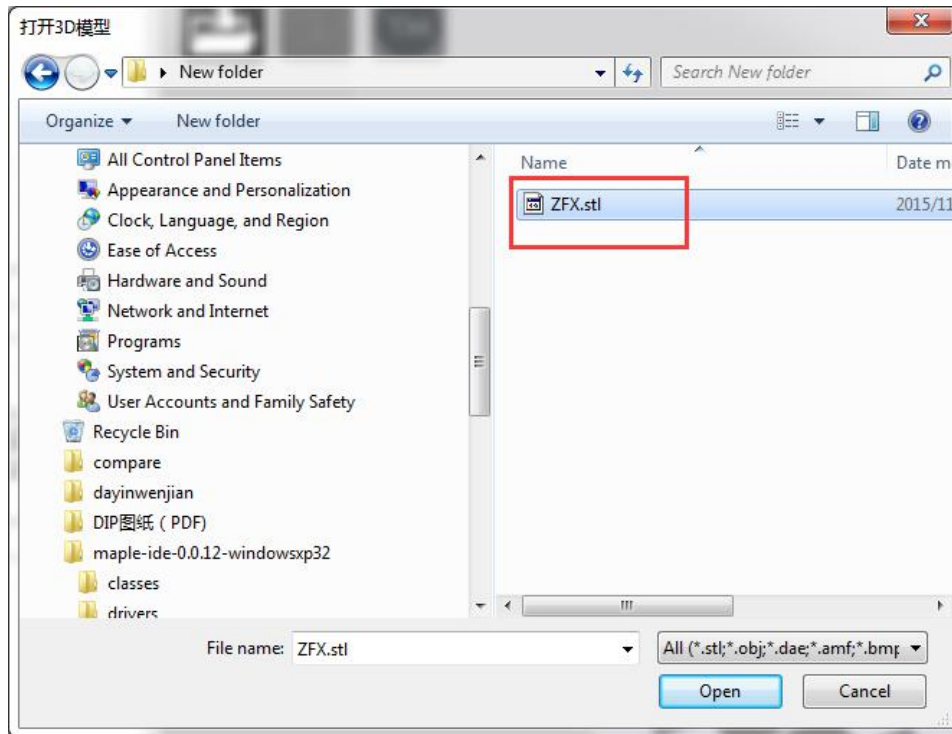 打开3D模型
New folder
Search New folder
Organize
New folder
All Control Panel Items
Appearance and Personalization
Clock, Language, and Region
Ease of Access
Hardware and Sound
Network and Internet
Programs
System and Security
User Accounts and Family Safety
Recycle Bin
compare
dayinwenjian
DIP图纸（PDF)
maple-ide-0.0.12-windowsxp32
classes
drivers
Name
Date m
ZFX.stl
2015/11
File name:
ZFX.stl
All (*.stl;*.obj;*.dae;*.amf;*.bmp
Open
Cancel